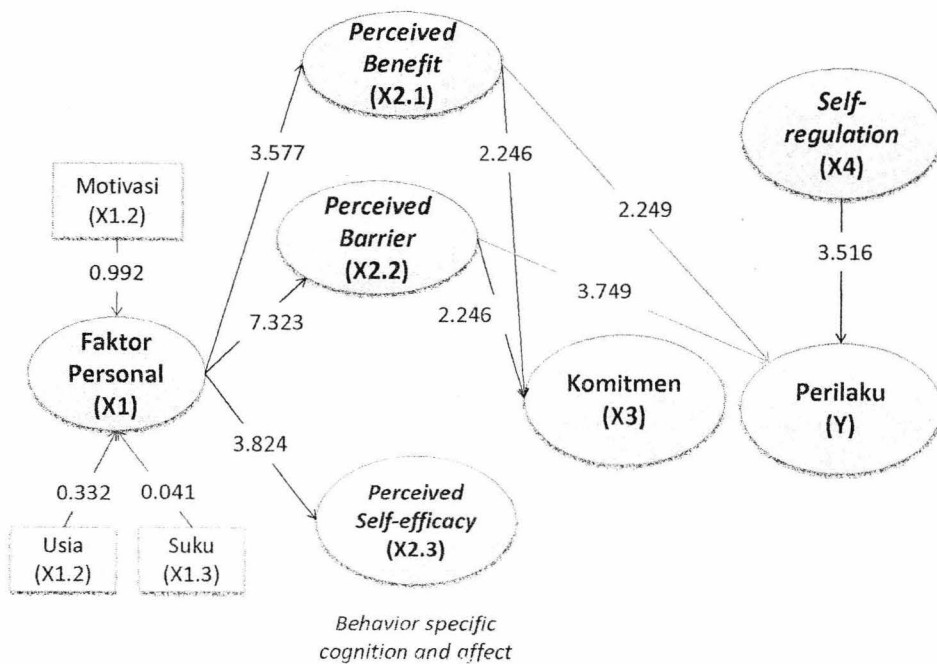 Perceived
Benefit
(X2.1)
Self-
regulation
(X4)
3.577
2.246
Motivasi
(X1.2)
Perceived
Barrier
(X2.2)
2.249
3.516
0.992
3.749
7.323
2.246
Faktor
Personal
(X1)
Komitmen
(X3)
Perilaku
(Y)
3.824
0.332
0.041
Perceived
Self-efficacy
(X2.3)
Usia
(X1.2)
Suku
(X1.3)
Behavior specific
cognition and affect